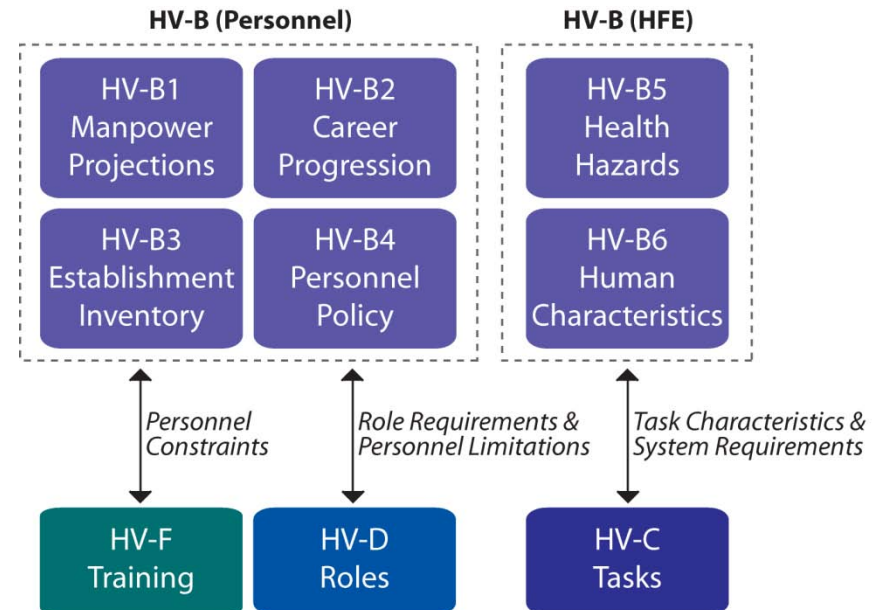 HV-B (Personnel)
HV-B (HFE)
HV-B1
Manpower
Projections
HV-B2
Career
Progression
HV-B5
Health
Hazards
HV-B3
Establishment
Inventory
HV-B4
Personnel
Policy
HV-B6
Human
Characteristics
Personnel
Constraints
Role Requirements &
Personnel Limitations
Task Characteristics &
System Requirements
HV-F
Training
HV-D
Roles
HV-C
Tasks